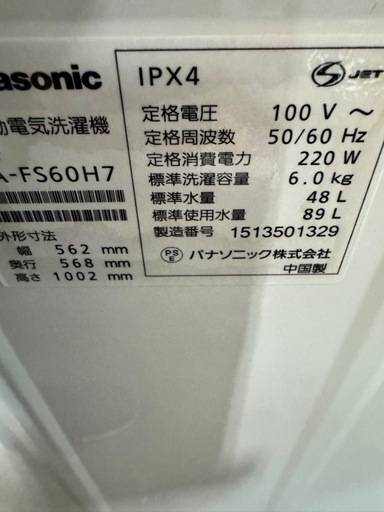 asonic
動電気洗濯機
A-FS60H7
外形寸法
幅 562 mm
奥行 568 mm
高さ 1002 mm
IPX4
S JET
定格電圧 100 V ～
定格周波数 50/60 Hz
定格消費電力 220 W
標準洗濯容量 6.0 kg
標準水量 48 L
標準使用水量 89 L
製造番号 1513501329
PS E パナソニック株式会社
中国製